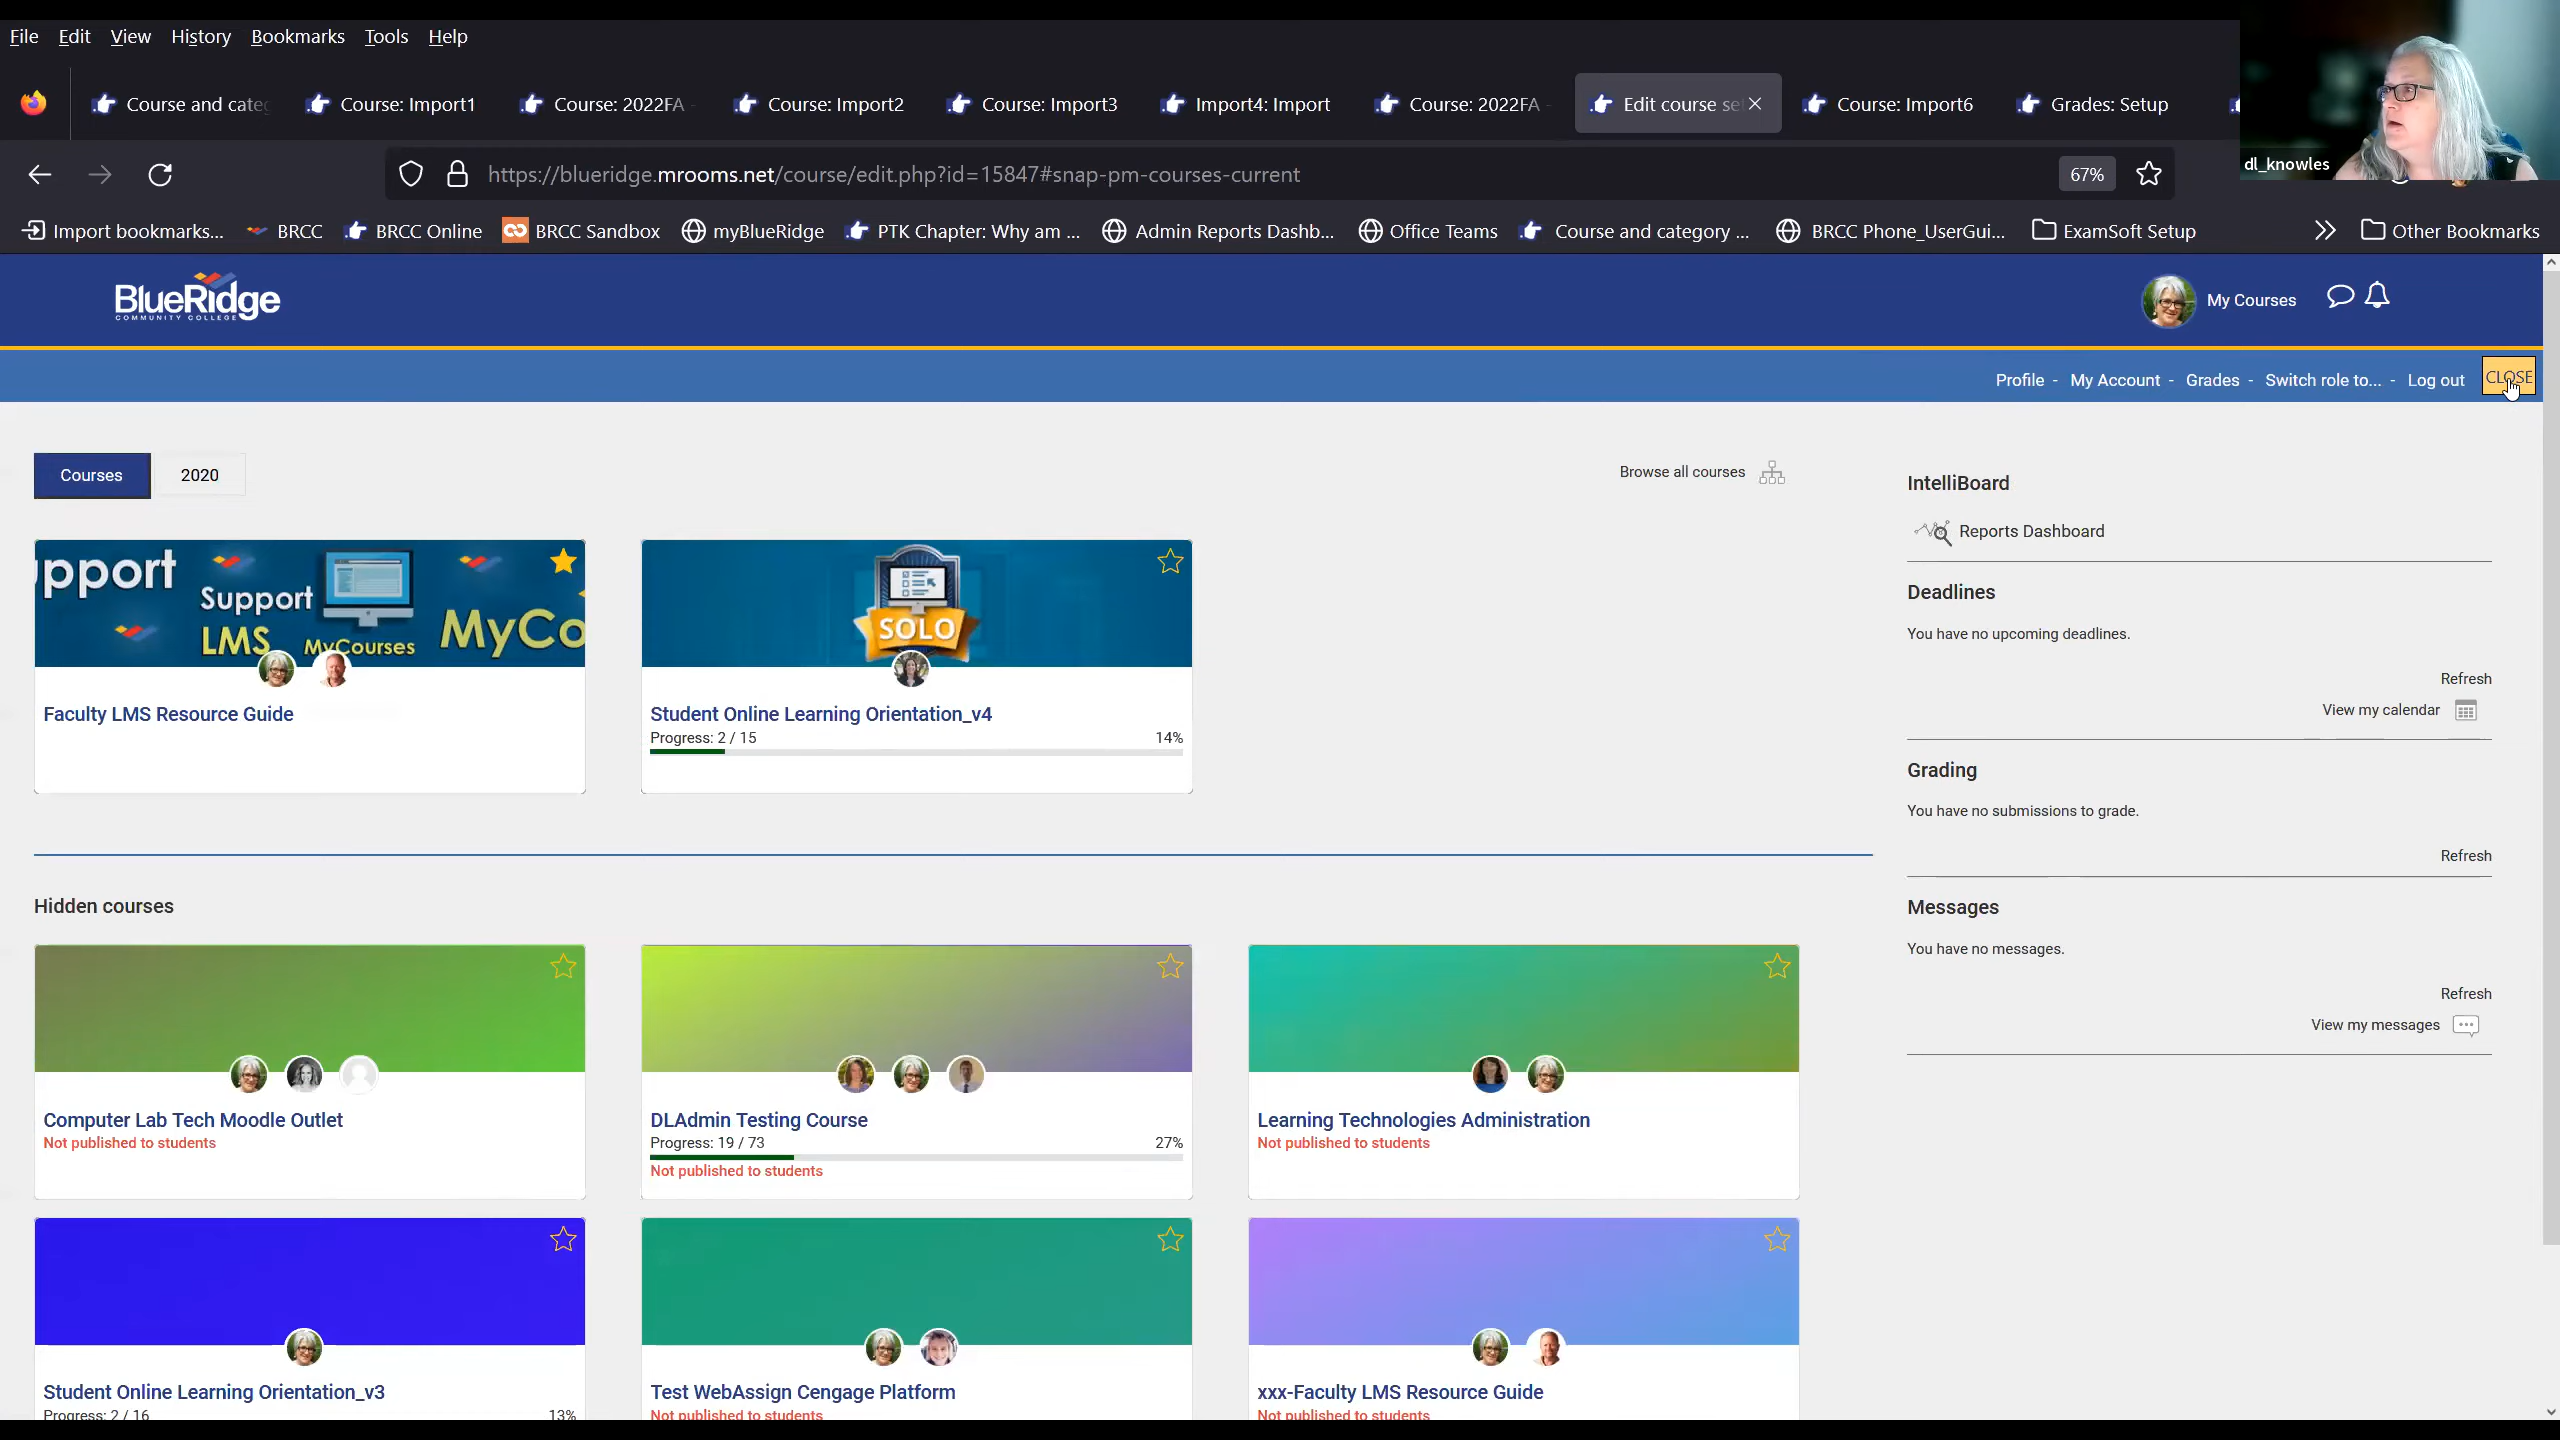 File Edit View History Bookmarks Tools Help
Course and cate
Course: Import1
Course: 2022FA -
Course: Import2
Course: Import3
Import4: Import
Course: 2022FA -
Edit course se
Course: Import6
Grades: Setup
https://blueridge.mrooms.net/course/edit.php?id=15847#snap-pm-courses-current
67%
dl_knowles
Import bookmarks... BRCC BRCC Online BRCC Sandbox myBlueRidge PTK Chapter: Why am ... Admin Reports Dashb... Office Teams Course and category ... BRCC Phone_UserGui... ExamSoft Setup Other Bookmarks
BlueRidge
COMMUNITY COLLEGE
My Courses
Profile - My Account - Grades - Switch role to... - Log out CLOSE
Courses 2020
Browse all courses
pport
Support
LMS
MyCourses
MyCo
Faculty LMS Resource Guide
SOLO
Student Online Learning Orientation_v4
Progress: 2 / 15 14%
Hidden courses
Computer Lab Tech Moodle Outlet
Not published to students
DLAdmin Testing Course
Progress: 19 / 73 27%
Not published to students
Learning Technologies Administration
Not published to students
Student Online Learning Orientation_v3
Progress: 2 / 16 13%
Test WebAssign Cengage Platform
Not published to students
xxx-Faculty LMS Resource Guide
Not published to students
IntelliBoard
Reports Dashboard
Deadlines
You have no upcoming deadlines.
Refresh
View my calendar
Grading
You have no submissions to grade.
Refresh
Messages
You have no messages.
Refresh
View my messages